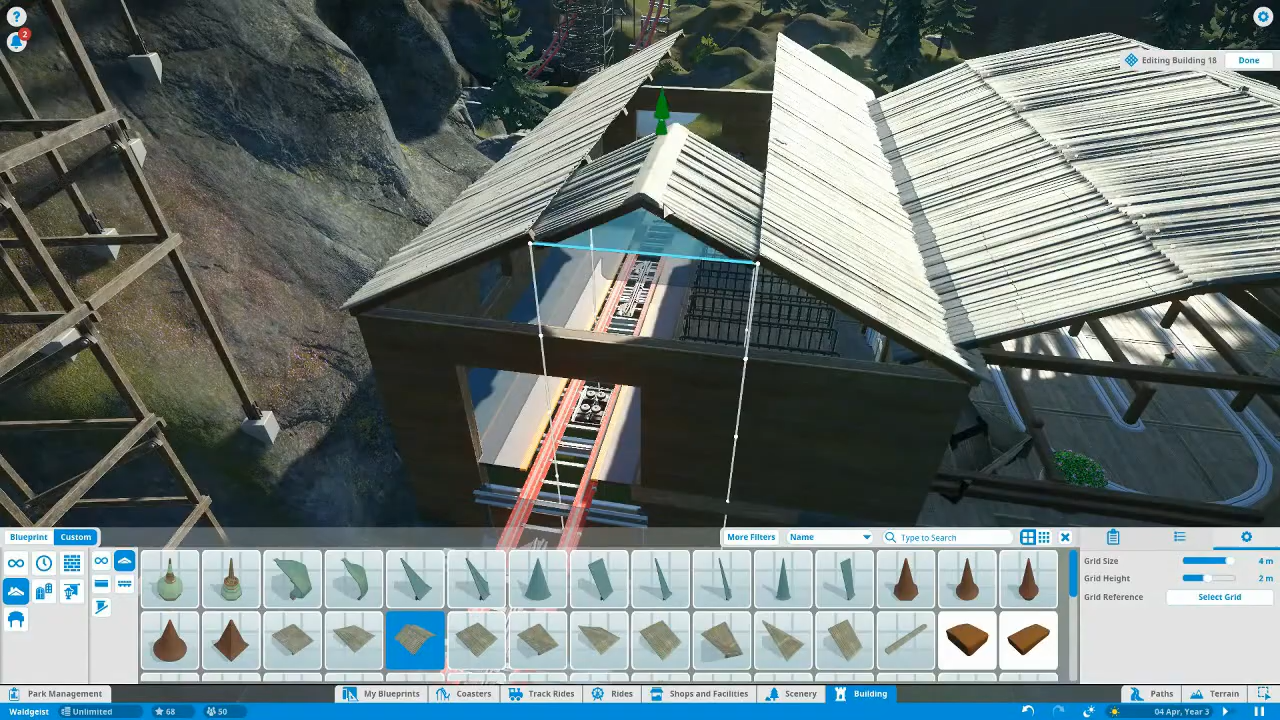 ?
2
Editing Building 18
Done
Blueprint
Custom
More Filters
Name
Type to Search
Grid Size
4 m
Grid Height
2 m
Grid Reference
Select Grid
Park Management
My Blueprints
Coasters
Track Rides
Rides
Shops and Facilities
Scenery
Building
Paths
Terrain
Waldgeist
Unlimited
68
50
04 Apr, Year 3